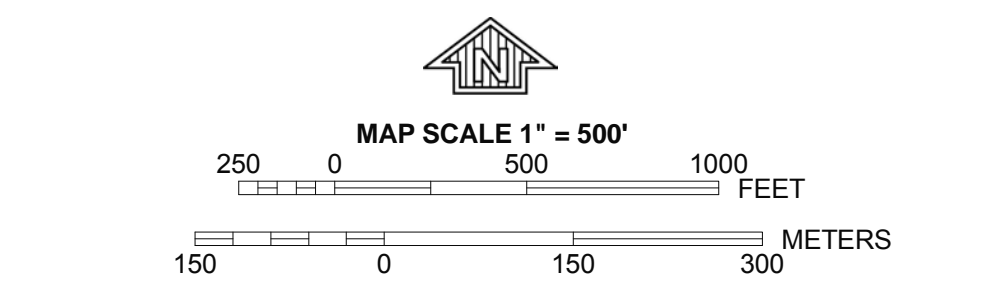 N
MAP SCALE 1" = 500'
250 0 500 1000
FEET
METERS
150 0 150 300